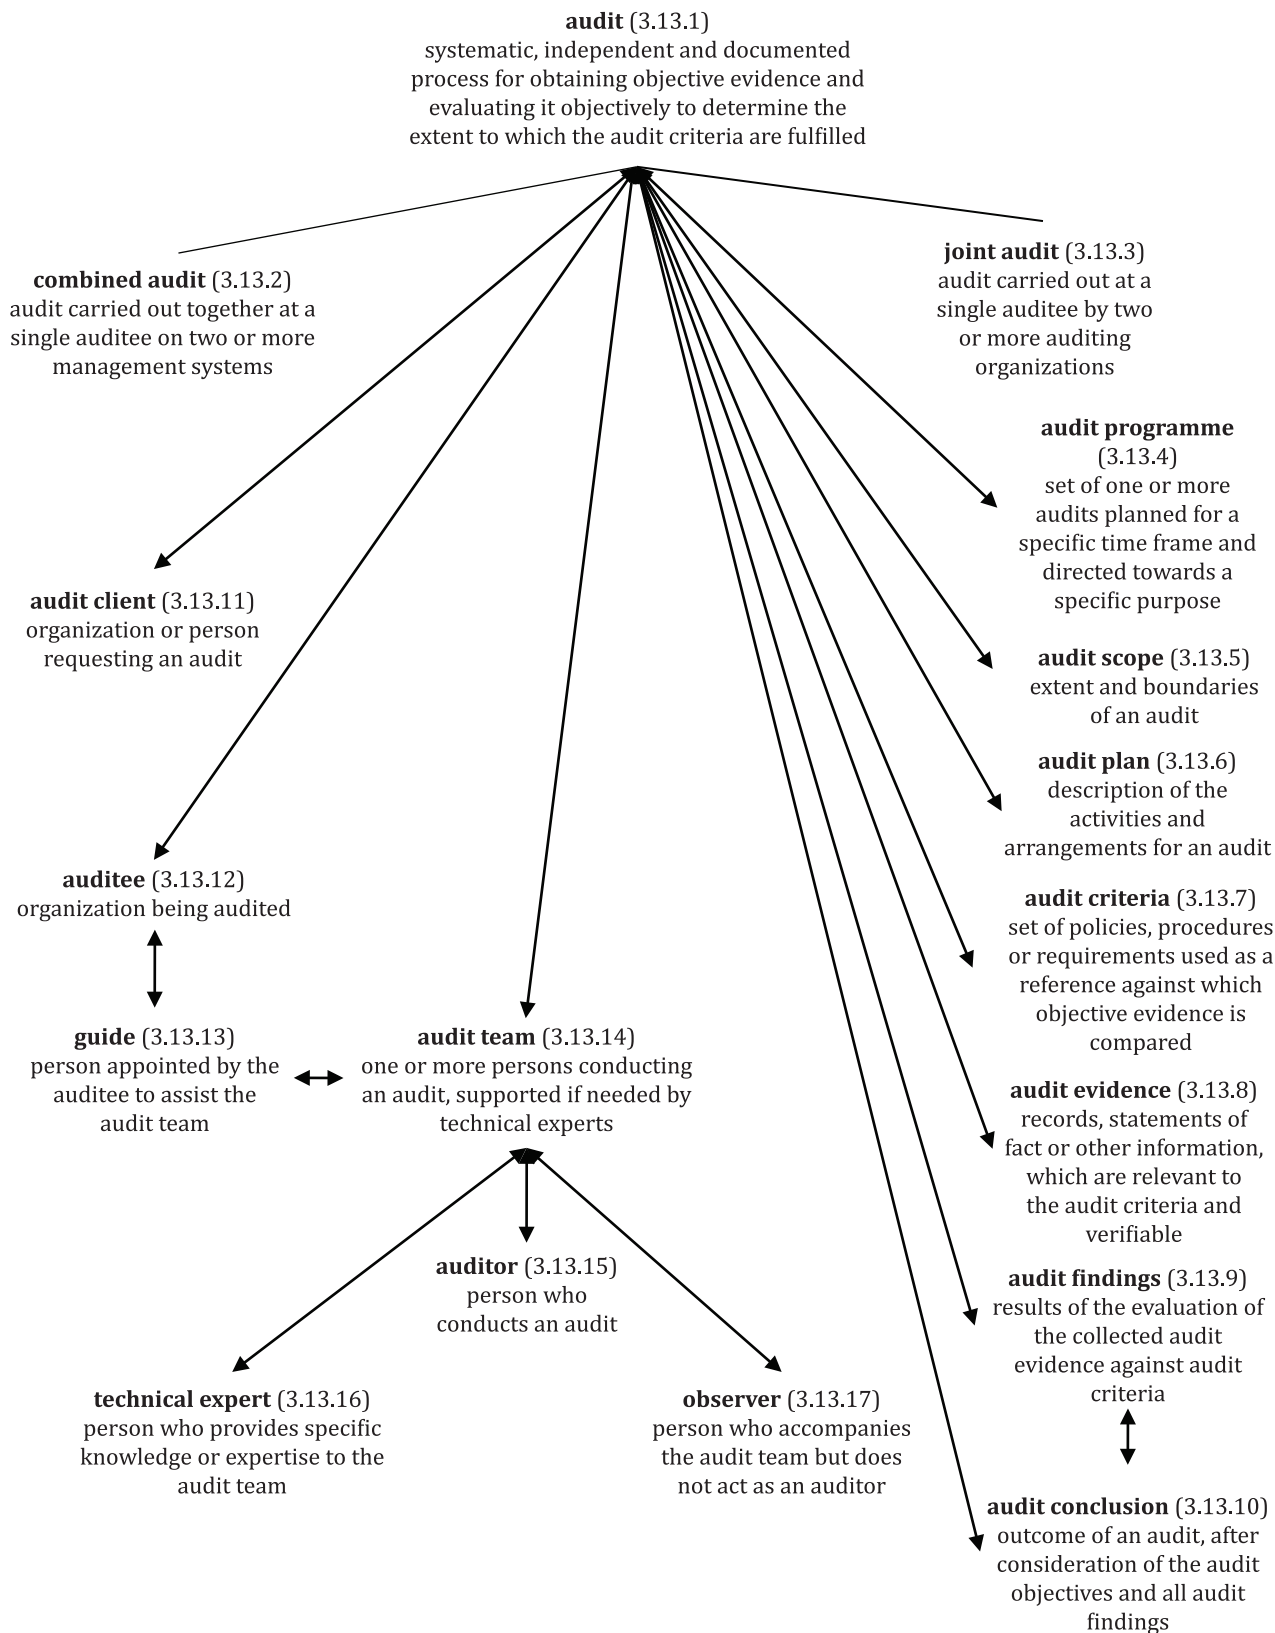 audit (3.13.1)
systematic, independent and documented
process for obtaining objective evidence and
evaluating it objectively to determine the
extent to which the audit criteria are fulfilled
combined audit (3.13.2)
audit carried out together at a
single auditee on two or more
management systems
joint audit (3.13.3)
audit carried out at a
single auditee by two
or more auditing
organizations
audit programme
(3.13.4)
set of one or more
audits planned for a
specific time frame and
directed towards a
specific purpose
audit client (3.13.11)
organization or person
requesting an audit
audit scope (3.13.5)
extent and boundaries
of an audit
audit plan (3.13.6)
description of the
activities and
arrangements for an audit
auditee (3.13.12)
organization being audited
audit criteria (3.13.7)
set of policies, procedures
or requirements used as a
reference against which
objective evidence is
compared
guide (3.13.13)
person appointed by the
auditee to assist the
audit team
audit team (3.13.14)
one or more persons conducting
an audit, supported if needed by
technical experts
audit evidence (3.13.8)
records, statements of
fact or other information,
which are relevant to
the audit criteria and
verifiable
auditor (3.13.15)
person who
conducts an audit
audit findings (3.13.9)
results of the evaluation of
the collected audit
evidence against audit
criteria
technical expert (3.13.16)
person who provides specific
knowledge or expertise to the
audit team
observer (3.13.17)
person who accompanies
the audit team but does
not act as an auditor
audit conclusion (3.13.10)
outcome of an audit, after
consideration of the audit
objectives and all audit
findings